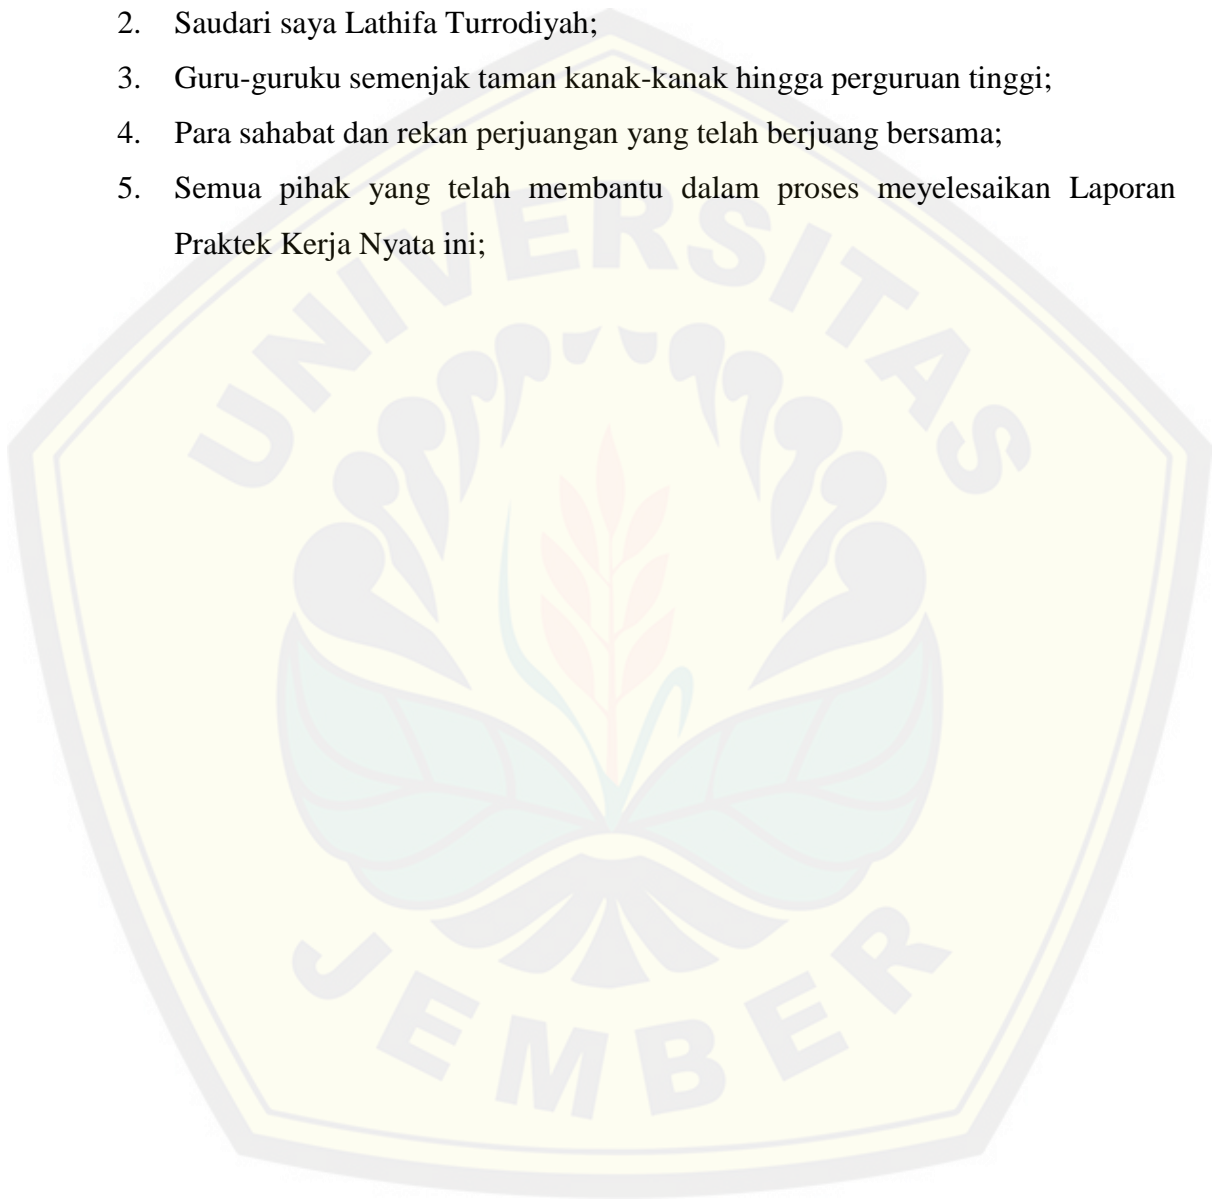 2. Saudari saya Lathifa Turrodiyah;
3. Guru-guruku semenjak taman kanak-kanak hingga perguruan tinggi;
4. Para sahabat dan rekan perjuangan yang telah berjuang bersama;
5. Semua pihak yang telah membantu dalam proses meyelesaikan Laporan
Praktek Kerja Nyata ini;
UNIVERSITAS
JEMBER